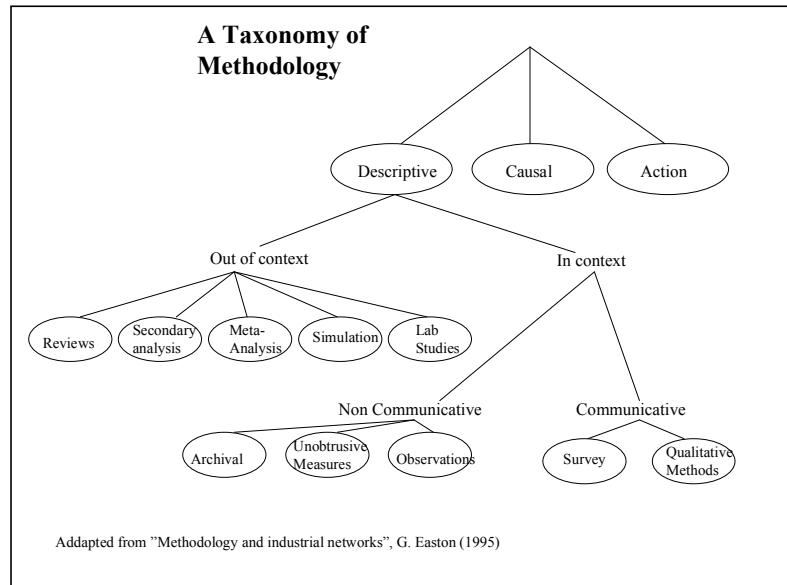 A Taxonomy of
Methodology
Descriptive
Causal
Action
Out of context
In context
Reviews
Secondary
analysis
Meta-
Analysis
Simulation
Lab
Studies
Non Communicative
Communicative
Archival
Unobtrusive
Measures
Observations
Survey
Qualitative
Methods
Addapted from ”Methodology and industrial networks”, G. Easton (1995)